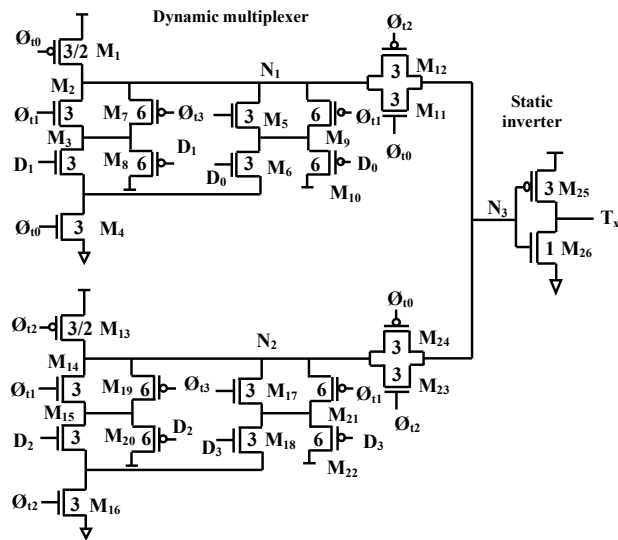 Dynamic multiplexer
Øt0
3/2
M1
Øt2
M2
N1
M12
3
Øt1
3
M7
6
Øt3
3
M5
6
Øt1
3
M11
Static
inverter
M3
M9
Øt0
D1
3
M8
6
D1
D0
3
M6
6
D0
M10
3
M25
N3
Tx
Øt0
3
M4
1
M26
Øt2
3/2
M13
Øt0
M14
N2
M24
3
Øt1
3
M19
6
Øt3
3
M17
6
Øt1
3
M23
M15
M21
Øt2
D2
3
M20
6
D2
D3
3
M18
6
D3
M22
Øt2
3
M16